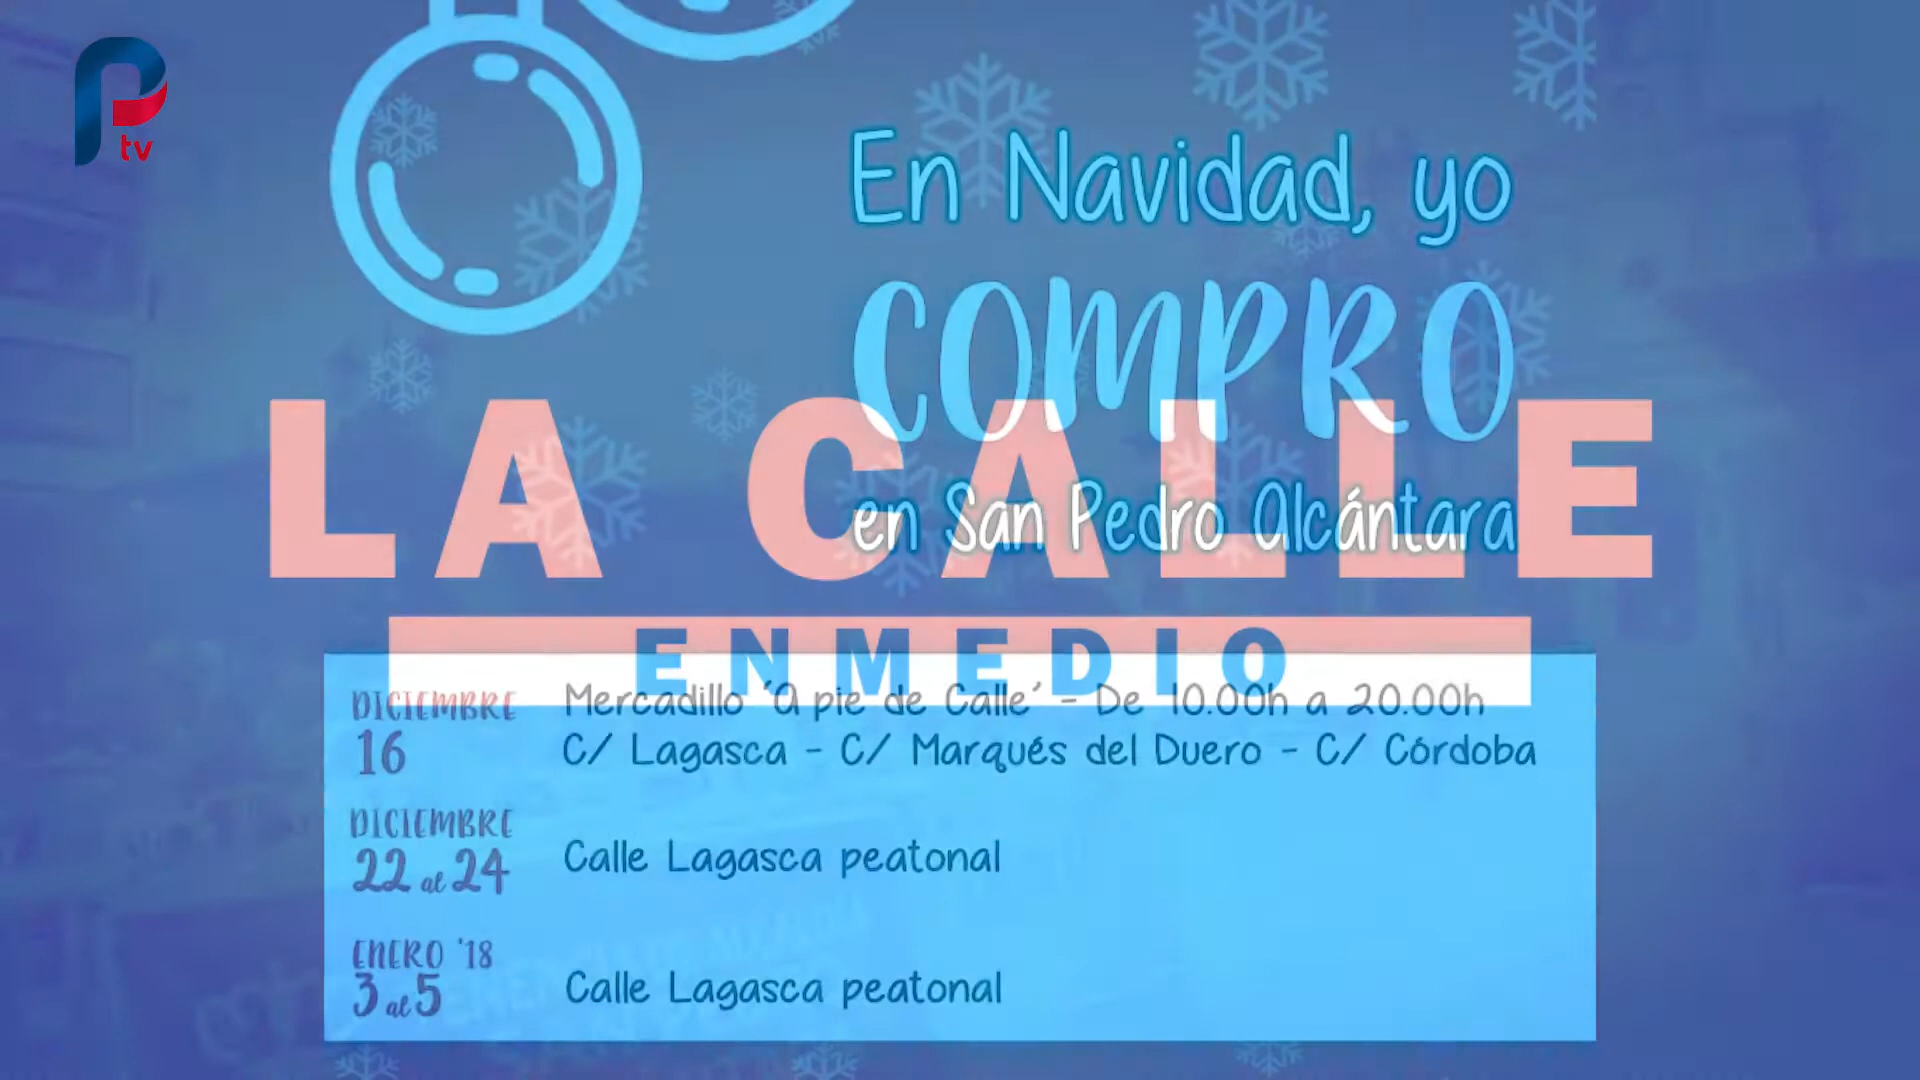 P
tv
En Navidad, yo
COMPRO
LA CALLE
en San Pedro Alcántara
ENMEDIO
DICIEMBRE
16
Mercadillo 'A pie de Calle' - De 10.00h a 20.00h
C/ Lagasca - C/ Marqués del Duero - C/ Córdoba
DICIEMBRE
22 al 24
Calle Lagasca peatonal
ENERO '18
3 al 5
Calle Lagasca peatonal